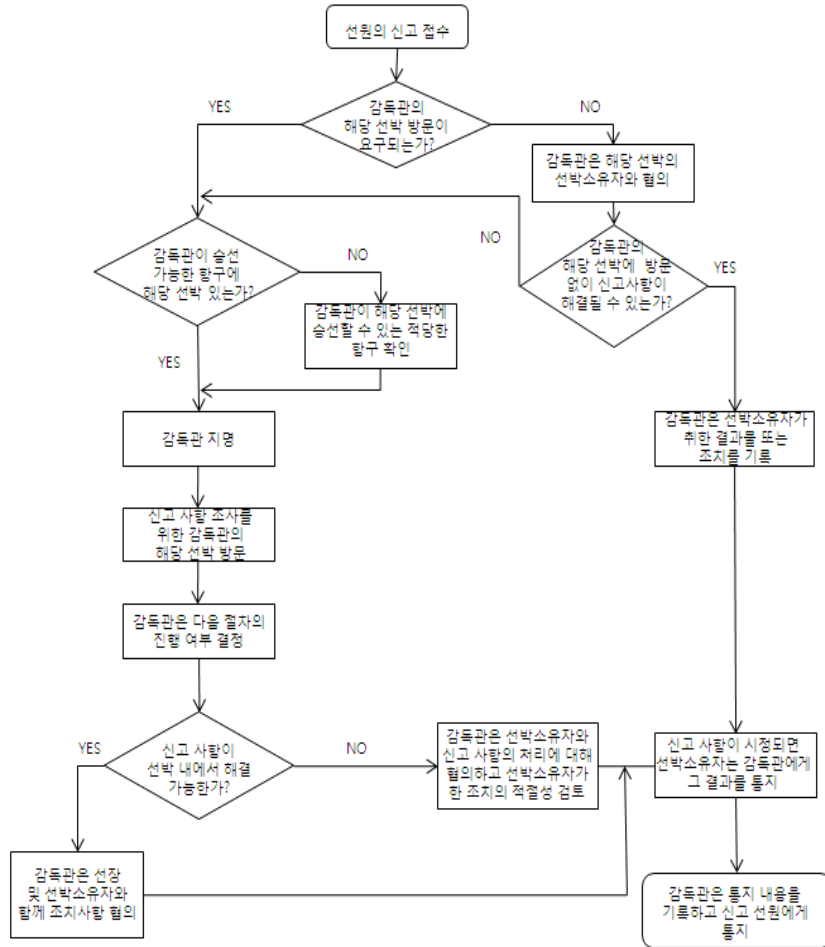 선원의 신고 접수
YES
감독관의
해당 선박 방문이
요구되는가?
NO
감독관은 해당 선박의
선박소유자와 협의
감독관이 승선
가능한 항구에
해당 선박 있는가?
NO
NO
감독관의
해당 선박에 방문
없이 신고사항이
해결될 수 있는가?
YES
감독관이 해당 선박에
승선할 수 있는 적당한
항구 확인
YES
감독관 지명
감독관은 선박소유자가
취한 결과물 또는
조치를 기록
신고 사항 조사를
위한 감독관의
해당 선박 방문
감독관은 다음 절차의
진행 여부 결정
YES
신고 사항이
선박 내에서 해결
가능한가?
NO
감독관은 선박소유자와
신고 사항의 처리에 대해
협의하고 선박소유자가
한 조치의 적절성 검토
신고 사항이 시정되면
선박소유자는 감독관에게
그 결과를 통지
감독관은 선장
및 선박소유자와
함께 조치사항 협의
감독관은 통지 내용을
기록하고 신고 선원에게
통지